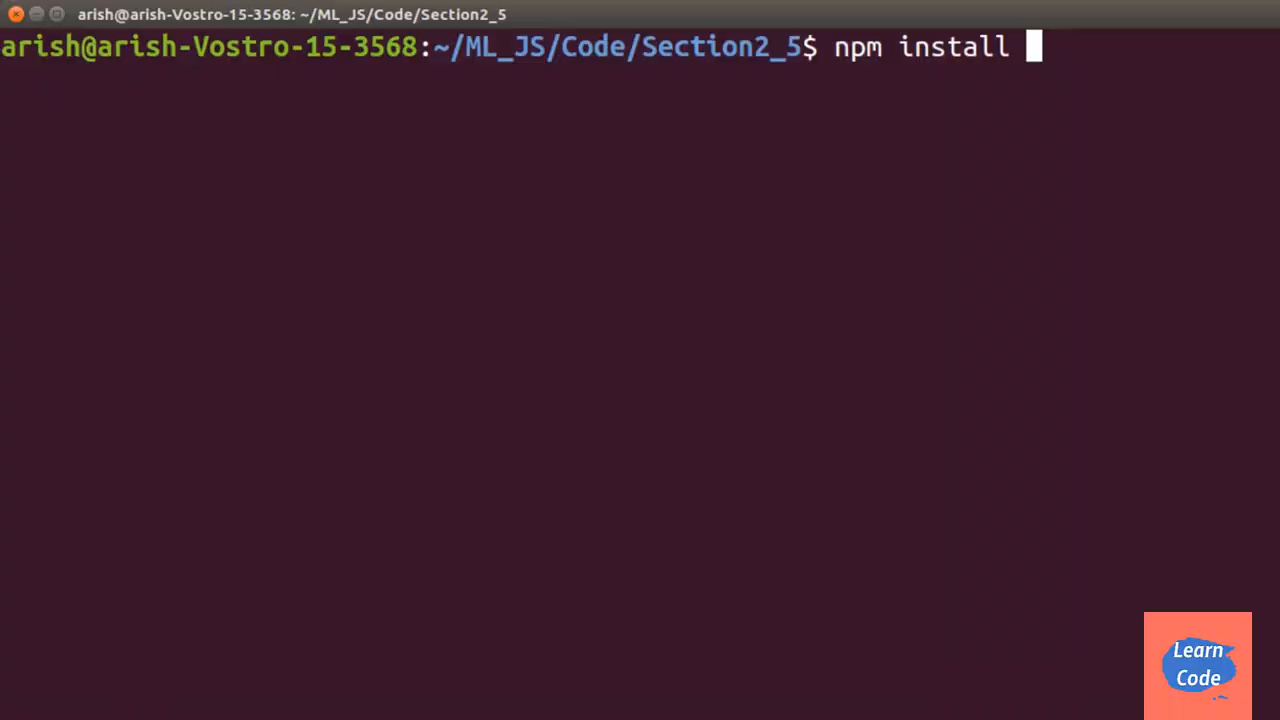 arish@arish-Vostro-15-3568: ~/ML_JS/Code/Section2_5
arish@arish-Vostro-15-3568:~/ML_JS/Code/Section2_5$ npm install
Learn
Code